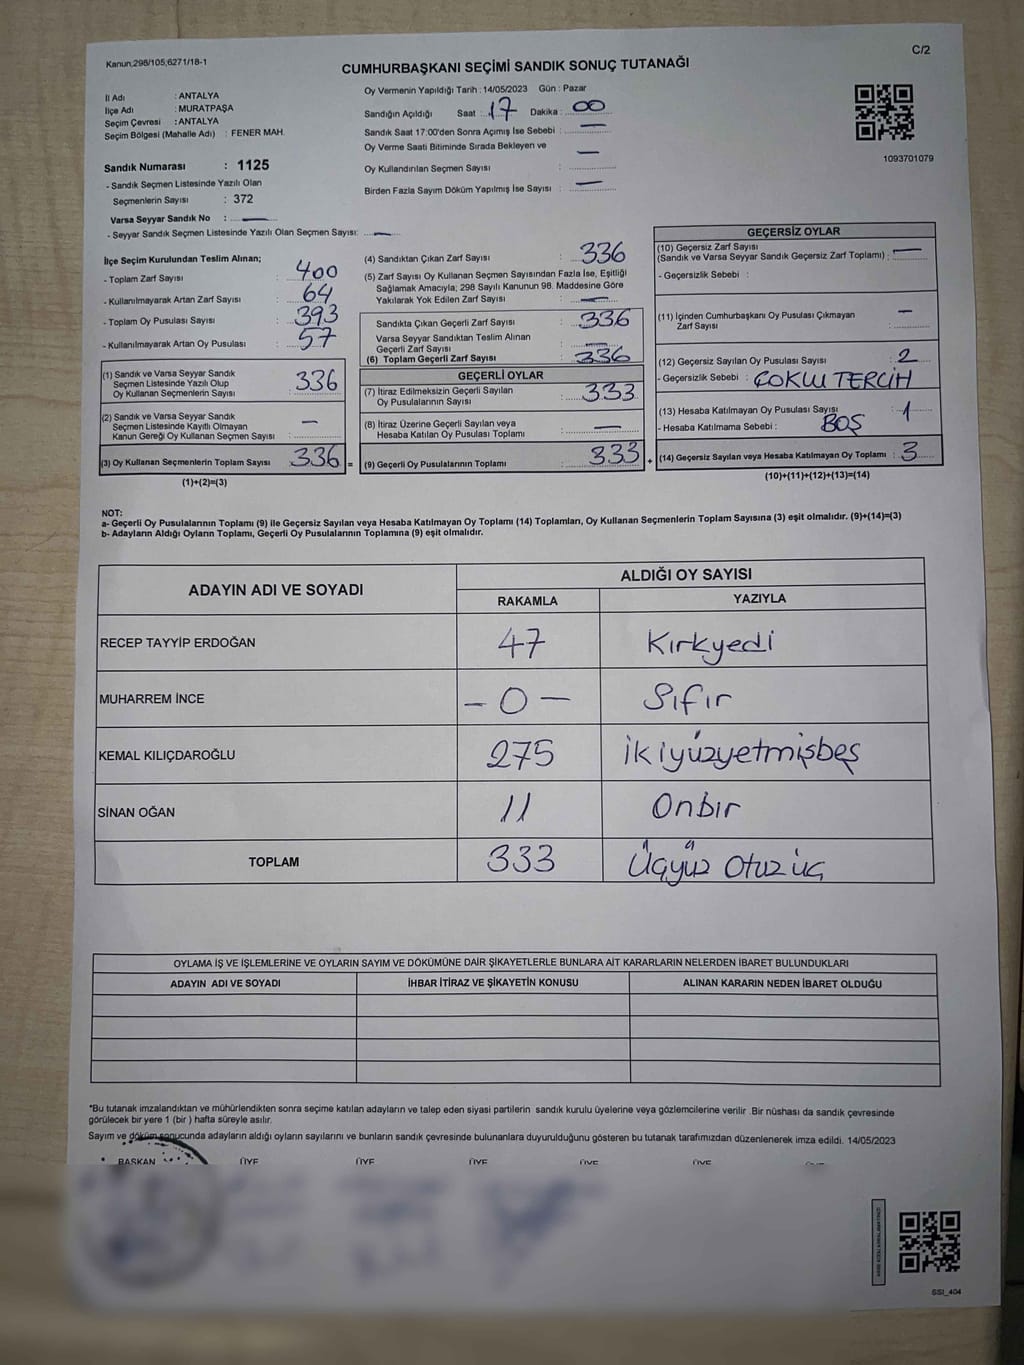 Kanun,298/105;6271/18-1
C/2
CUMHURBAŞKANI SEÇİMİ SANDIK SONUÇ TUTANAĞI
İl Adı : ANTALYA
İlçe Adı : MURATPAŞA
Seçim Çevresi : ANTALYA
Seçim Bölgesi (Mahalle Adı) : FENER MAH.
Sandık Numarası : 1125
- Sandık Seçmen Listesinde Yazılı Olan
Seçmenlerin Sayısı : 372
Varsa Seyyar Sandık No : —
- Seyyar Sandık Seçmen Listesinde Yazılı Olan Seçmen Sayısı: —
Oy Vermenin Yapıldığı Tarih : 14/05/2023 Gün : Pazar
Sandığın Açıldığı Saat : 17 Dakika : 00
Sandık Saat 17:00'den Sonra Açımış İse Sebebi : —
Oy Verme Saati Bitiminde Sırada Bekleyen ve
Oy Kullandırılan Seçmen Sayısı : —
Birden Fazla Sayım Döküm Yapılmış İse Sayısı : —
1093701079
İlçe Seçim Kurulundan Teslim Alınan;
- Toplam Zarf Sayısı : 400
- Kullanılmayarak Artan Zarf Sayısı : 64
- Toplam Oy Pusulası Sayısı : 393
- Kullanılmayarak Artan Oy Pusulası : 57
(1) Sandık ve Varsa Seyyar Sandık
Seçmen Listesinde Yazılı Olup
Oy Kullanan Seçmenlerin Sayısı : 336
(2) Sandık ve Varsa Seyyar Sandık
Seçmen Listesinde Kayıtlı Olmayan
Kanun Gereği Oy Kullanan Seçmen Sayısı : —
(3) Oy Kullanan Seçmenlerin Toplam Sayısı : 336 =
(1)+(2)=(3)
(4) Sandıktan Çıkan Zarf Sayısı : 336
(5) Zarf Sayısı Oy Kullanan Seçmen Sayısından Fazla İse, Eşitliği
Sağlamak Amacıyla; 298 Sayılı Kanunun 98. Maddesine Göre
Yakılarak Yok Edilen Zarf Sayısı : —
Sandıkta Çıkan Geçerli Zarf Sayısı : 336
Varsa Seyyar Sandıktan Teslim Alınan
Geçerli Zarf Sayısı : —
(6) Toplam Geçerli Zarf Sayısı : 336
GEÇERLİ OYLAR
(7) İtiraz Edilmeksizin Geçerli Sayılan
Oy Pusulalarının Sayısı : 333
(8) İtiraz Üzerine Geçerli Sayılan veya
Hesaba Katılan Oy Pusulası Toplamı : —
(9) Geçerli Oy Pusulalarının Toplamı : 333 +
GEÇERSİZ OYLAR
(10) Geçersiz Zarf Sayısı
(Sandık ve Varsa Seyyar Sandık Geçersiz Zarf Toplamı) : —
- Geçersizlik Sebebi :
(11) İçinden Cumhurbaşkanı Oy Pusulası Çıkmayan
Zarf Sayısı : —
(12) Geçersiz Sayılan Oy Pusulası Sayısı : 2
- Geçersizlik Sebebi : ÇOKLU TERCİH
(13) Hesaba Katılmayan Oy Pusulası Sayısı : 1
- Hesaba Katılmama Sebebi : BOŞ
(14) Geçersiz Sayılan veya Hesaba Katılmayan Oy Toplamı : 3
(10)+(11)+(12)+(13)=(14)
NOT:
a- Geçerli Oy Pusulalarının Toplamı (9) ile Geçersiz Sayılan veya Hesaba Katılmayan Oy Toplamı (14) Toplamları, Oy Kullanan Seçmenlerin Toplam Sayısına (3) eşit olmalıdır. (9)+(14)=(3)
b- Adayların Aldığı Oyların Toplamı, Geçerli Oy Pusulalarının Toplamına (9) eşit olmalıdır.
ADAYIN ADI VE SOYADI
ALDIĞI OY SAYISI
RAKAMLA YAZIYLA
RECEP TAYYİP ERDOĞAN 47 Kırkyedi
MUHARREM İNCE — 0 — Sıfır
KEMAL KILIÇDAROĞLU 275 İkiyüzyetmişbeş
SİNAN OĞAN 11 Onbir
TOPLAM 333 Üçyüz Otuz üç
OYLAMA İŞ VE İŞLEMLERİNE VE OYLARIN SAYIM VE DÖKÜMÜNE DAİR ŞİKAYETLERLE BUNLARA AİT KARARLARIN NELERDEN İBARET BULUNDUKLARI
ADAYIN ADI VE SOYADI İHBAR İTİRAZ VE ŞİKAYETİN KONUSU ALINAN KARARIN NEDEN İBARET OLDUĞU
*Bu tutanak imzalandıktan ve mühürlendikten sonra seçime katılan adayların ve talep eden siyasi partilerin sandık kurulu üyelerine veya gözlemcilerine verilir .Bir nüshası da sandık çevresinde
görülecek bir yere 1 (bir ) hafta süreyle asılır.
Sayım ve döküm sonucunda adayların aldığı oyların sayılarını ve bunların sandık çevresinde bulunanlara duyurulduğunu gösteren bu tutanak tarafımızdan düzenlenerek imza edildi. 14/05/2023
BAŞKAN ÜYE ÜYE ÜYE ÜYE ÜYE
SSI_404